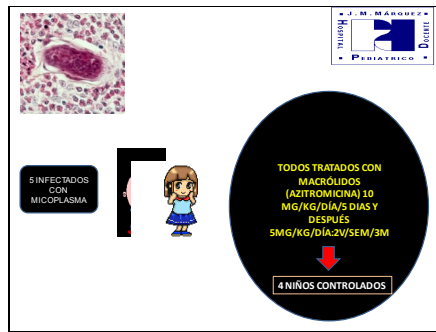 J. M. MÁRQUEZ
HOSPITAL
DOCENTE
PEDIATRICO
5 INFECTADOS
CON
MICOPLASMA
TODOS TRATADOS CON
MACRÓLIDOS
(AZITROMICINA) 10
MG/KG/DÍA/5 DIAS Y
DESPUÉS
5MG/KG/DÍA:2V/SEM/3M
4 NIÑOS CONTROLADOS